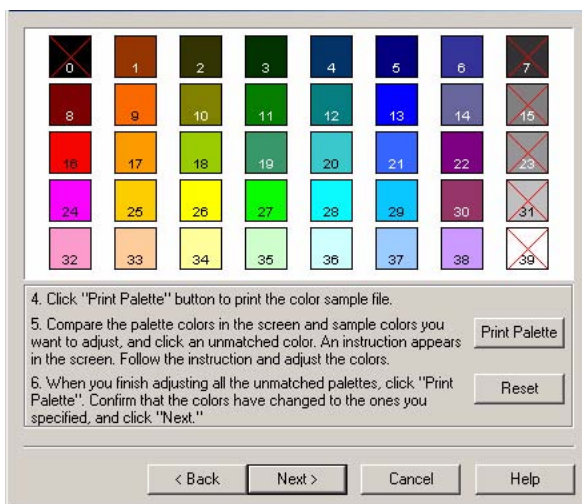 0 1 2 3 4 5 6 7
8 9 10 11 12 13 14 15
16 17 18 19 20 21 22 23
24 25 26 27 28 29 30 31
32 33 34 35 36 37 38 39
4. Click "Print Palette" button to print the color sample file.
5. Compare the palette colors in the screen and sample colors you
want to adjust, and click an unmatched color. An instruction appears
in the screen. Follow the instruction and adjust the colors.
Print Palette
6. When you finish adjusting all the unmatched palettes, click "Print
Palette". Confirm that the colors have changed to the ones you
specified, and click "Next."
Reset
< Back Next > Cancel Help